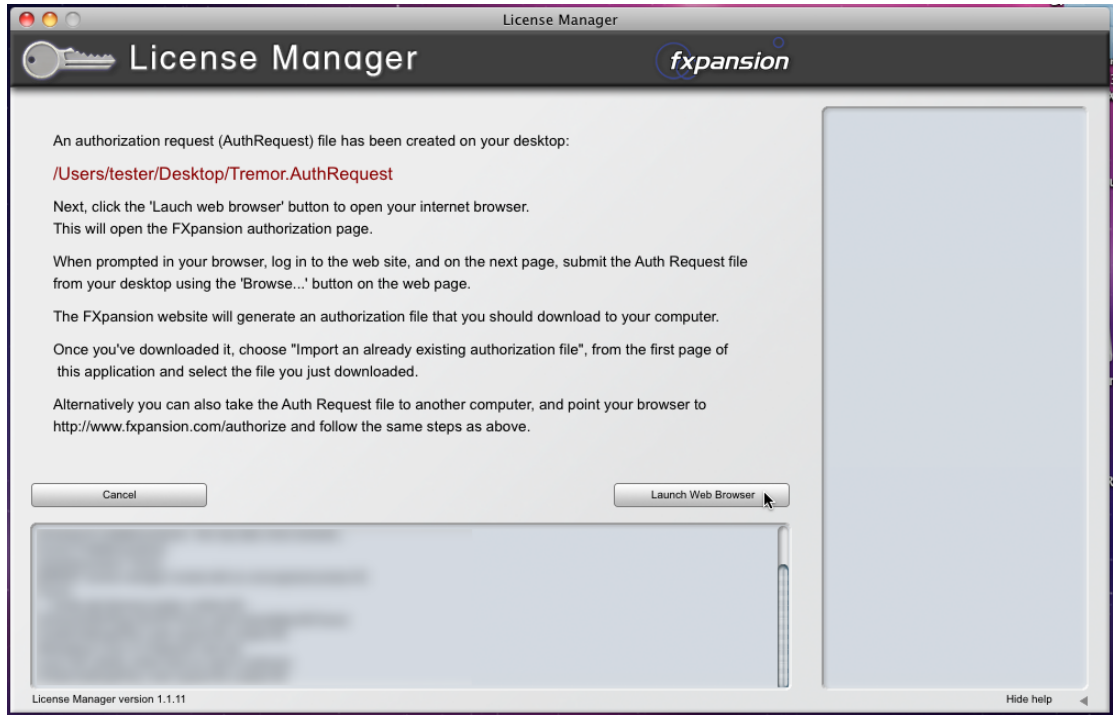 License Manager
License Manager
fxpansion
An authorization request (AuthRequest) file has been created on your desktop:
/Users/tester/Desktop/Tremor.AuthRequest
Next, click the 'Lauch web browser' button to open your internet browser.
This will open the FXpansion authorization page.
When prompted in your browser, log in to the web site, and on the next page, submit the Auth Request file
from your desktop using the 'Browse...' button on the web page.
The FXpansion website will generate an authorization file that you should download to your computer.
Once you've downloaded it, choose "Import an already existing authorization file", from the first page of
this application and select the file you just downloaded.
Alternatively you can also take the Auth Request file to another computer, and point your browser to
http://www.fxpansion.com/authorize and follow the same steps as above.
Cancel
Launch Web Browser
License Manager version 1.1.11
Hide help